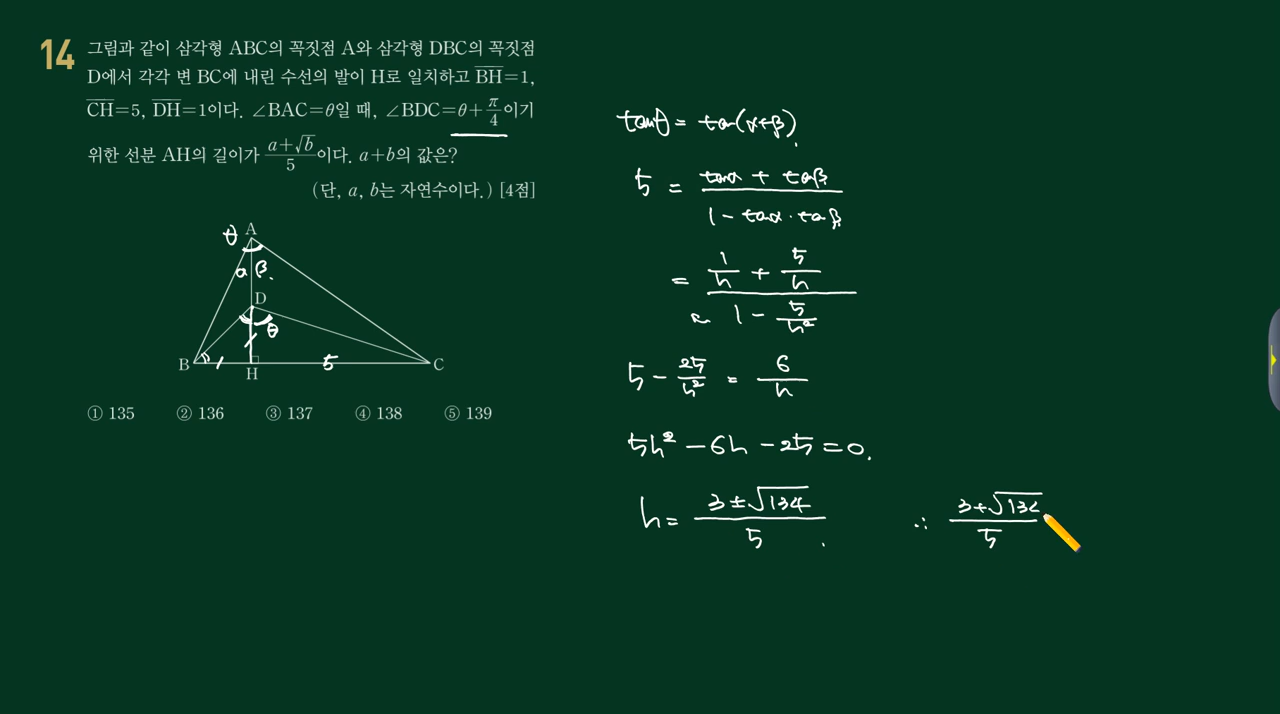 14 그림과 같이 삼각형 ABC의 꼭짓점 A와 삼각형 DBC의 꼭짓점
D에서 각각 변 BC에 내린 수선의 발이 H로 일치하고 B̅H̅=1,
C̅H̅=5, D̅H̅=1이다. ∠BAC=θ일 때, ∠BDC=θ+π/4이기
위한 선분 AH의 길이가 (a+√b)/5이다. a+b의 값은?
(단, a, b는 자연수이다.) [4점]
θ A
α β.
D
θ
B 1 H 5 C
① 135 ② 136 ③ 137 ④ 138 ⑤ 139
tanθ = tan(α+β).
5 = (tanα + tanβ)/(1 - tanα·tanβ)
= (1/h + 5/h)/(1 - 5/h²)
5 - 25/h² = 6/h
5h² - 6h - 25 = 0.
h = (3 ± √134)/5 . ∴ (3+√134)/5